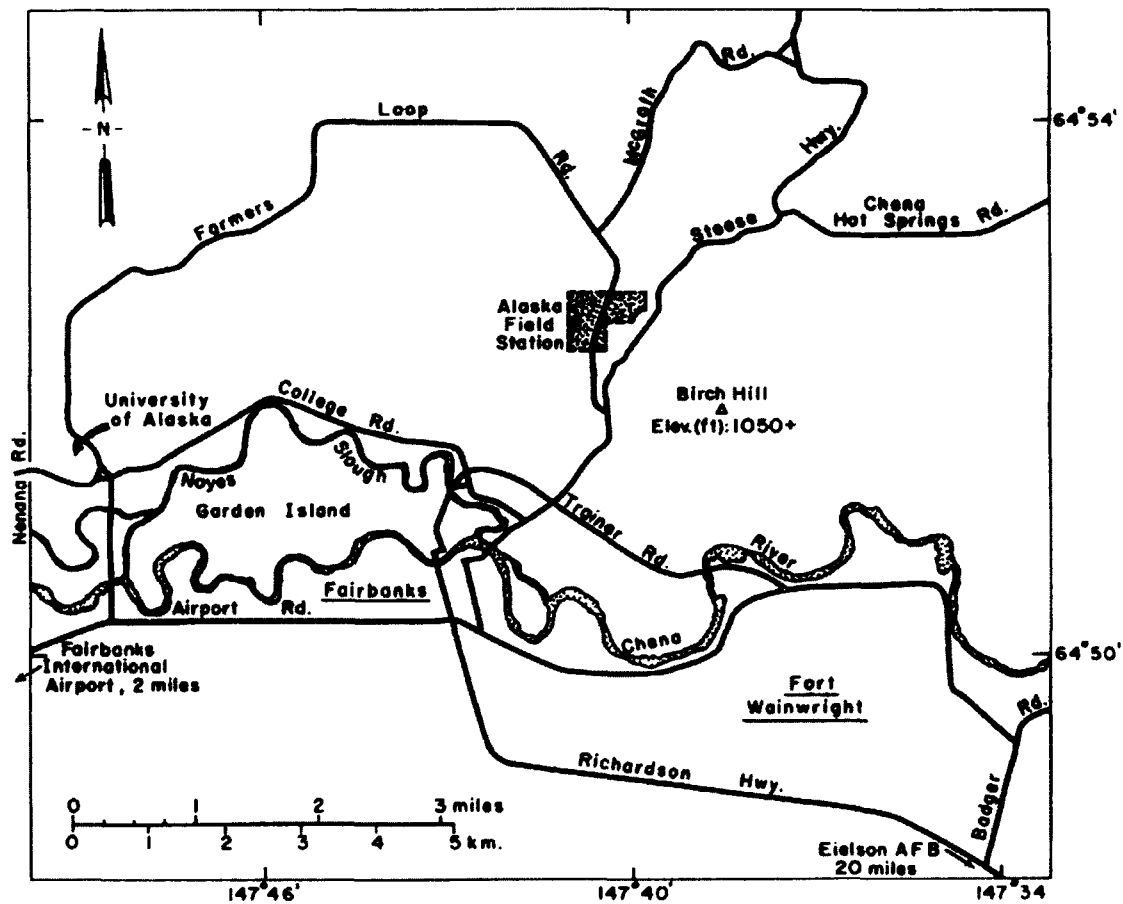 Rd.
Loop
McGrath
64°54'
-N-
Rd.
Hwy.
Farmers
Steese
Chena
Hot Springs Rd.
Alaska
Field
Station
University
of Alaska
College Rd.
Birch Hill
Elev.(ft): 1050+
Nenana Rd.
Noyes
Slough
Garden Island
Trainor Rd.
River
Fairbanks
Airport Rd.
Chena
64°50'
Fairbanks
International
Airport, 2 miles
Fort
Wainwright
Rd.
Richardson Hwy.
Badger
0 1 2 3 miles
0 1 2 3 4 5 km.
Eielson AFB
20 miles
147°46'
147°40'
147°34'